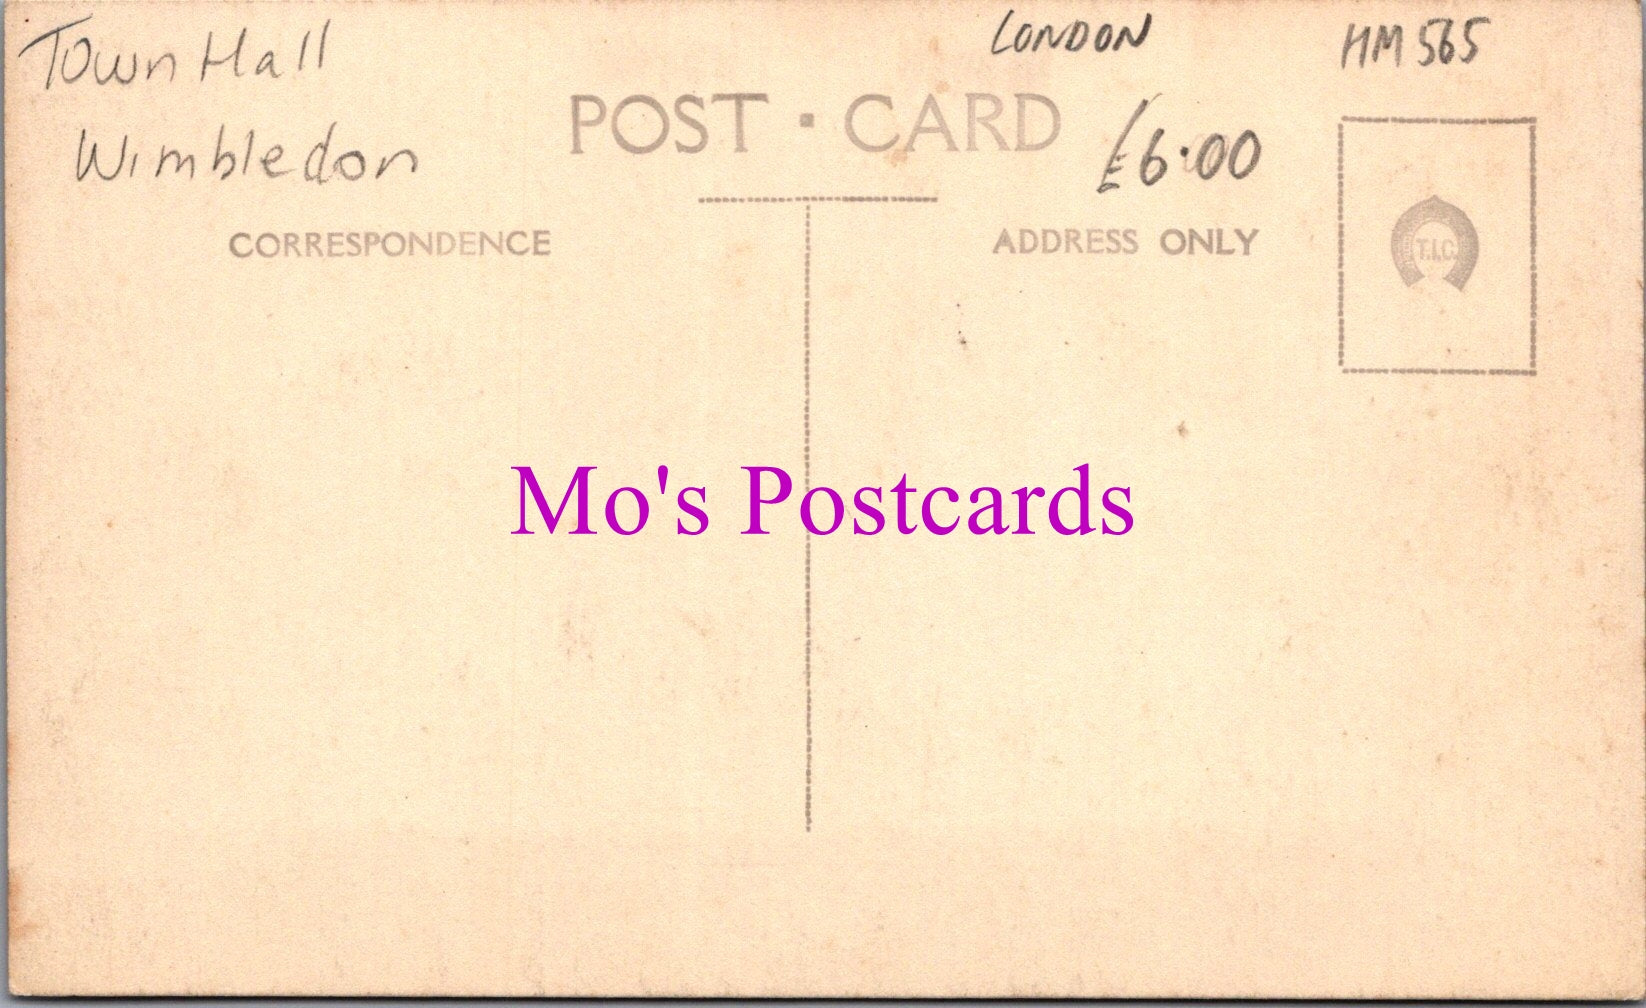 Town Hall
Wimbledon
LONDON
HM 565
POST · CARD
£6.00
CORRESPONDENCE
ADDRESS ONLY
T.I.C.
Mo's Postcards